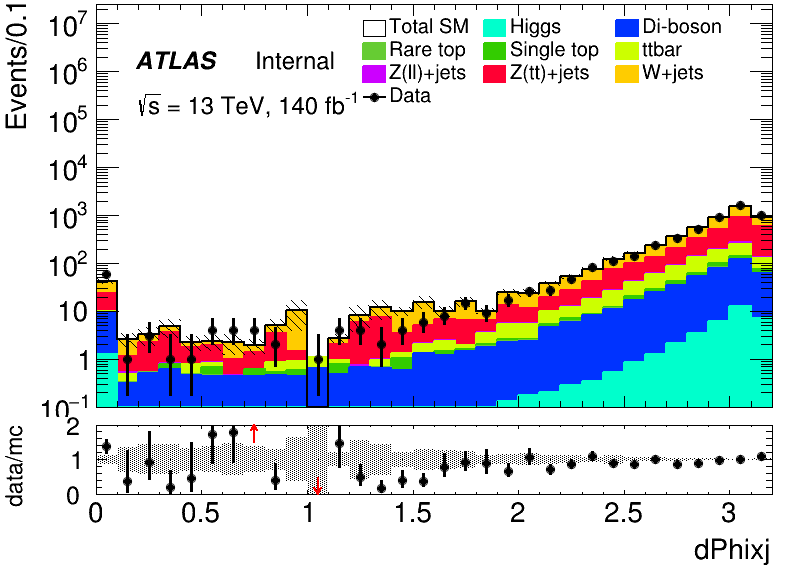 Events/0.1
10⁷
10⁶
10⁵
10⁴
10³
10²
10
1
10⁻¹
ATLAS Internal
√s = 13 TeV, 140 fb⁻¹
Total SM Higgs Di-boson
Rare top Single top ttbar
Z(ll)+jets Z(tt)+jets W+jets
Data
data/mc
2
1
0
0 0.5 1 1.5 2 2.5 3
dPhixj